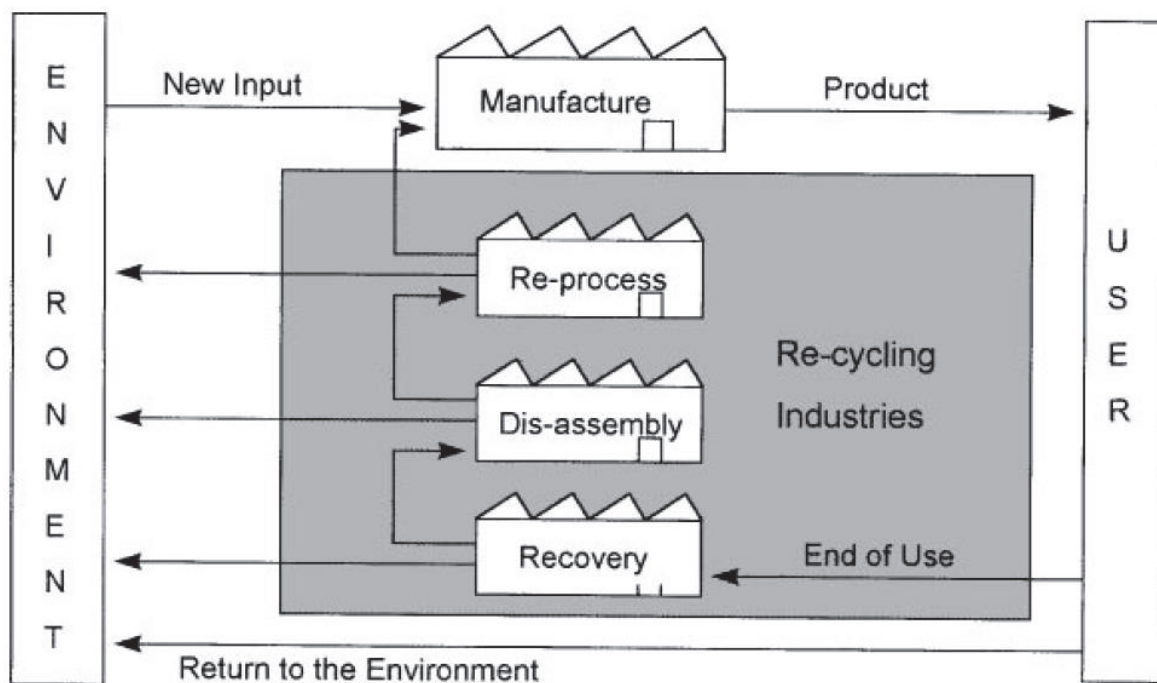 ENVIRONMENT
New Input
Manufacture
Product
USER
Re-process
Re-cycling
Industries
Dis-assembly
Recovery
End of Use
Return to the Environment